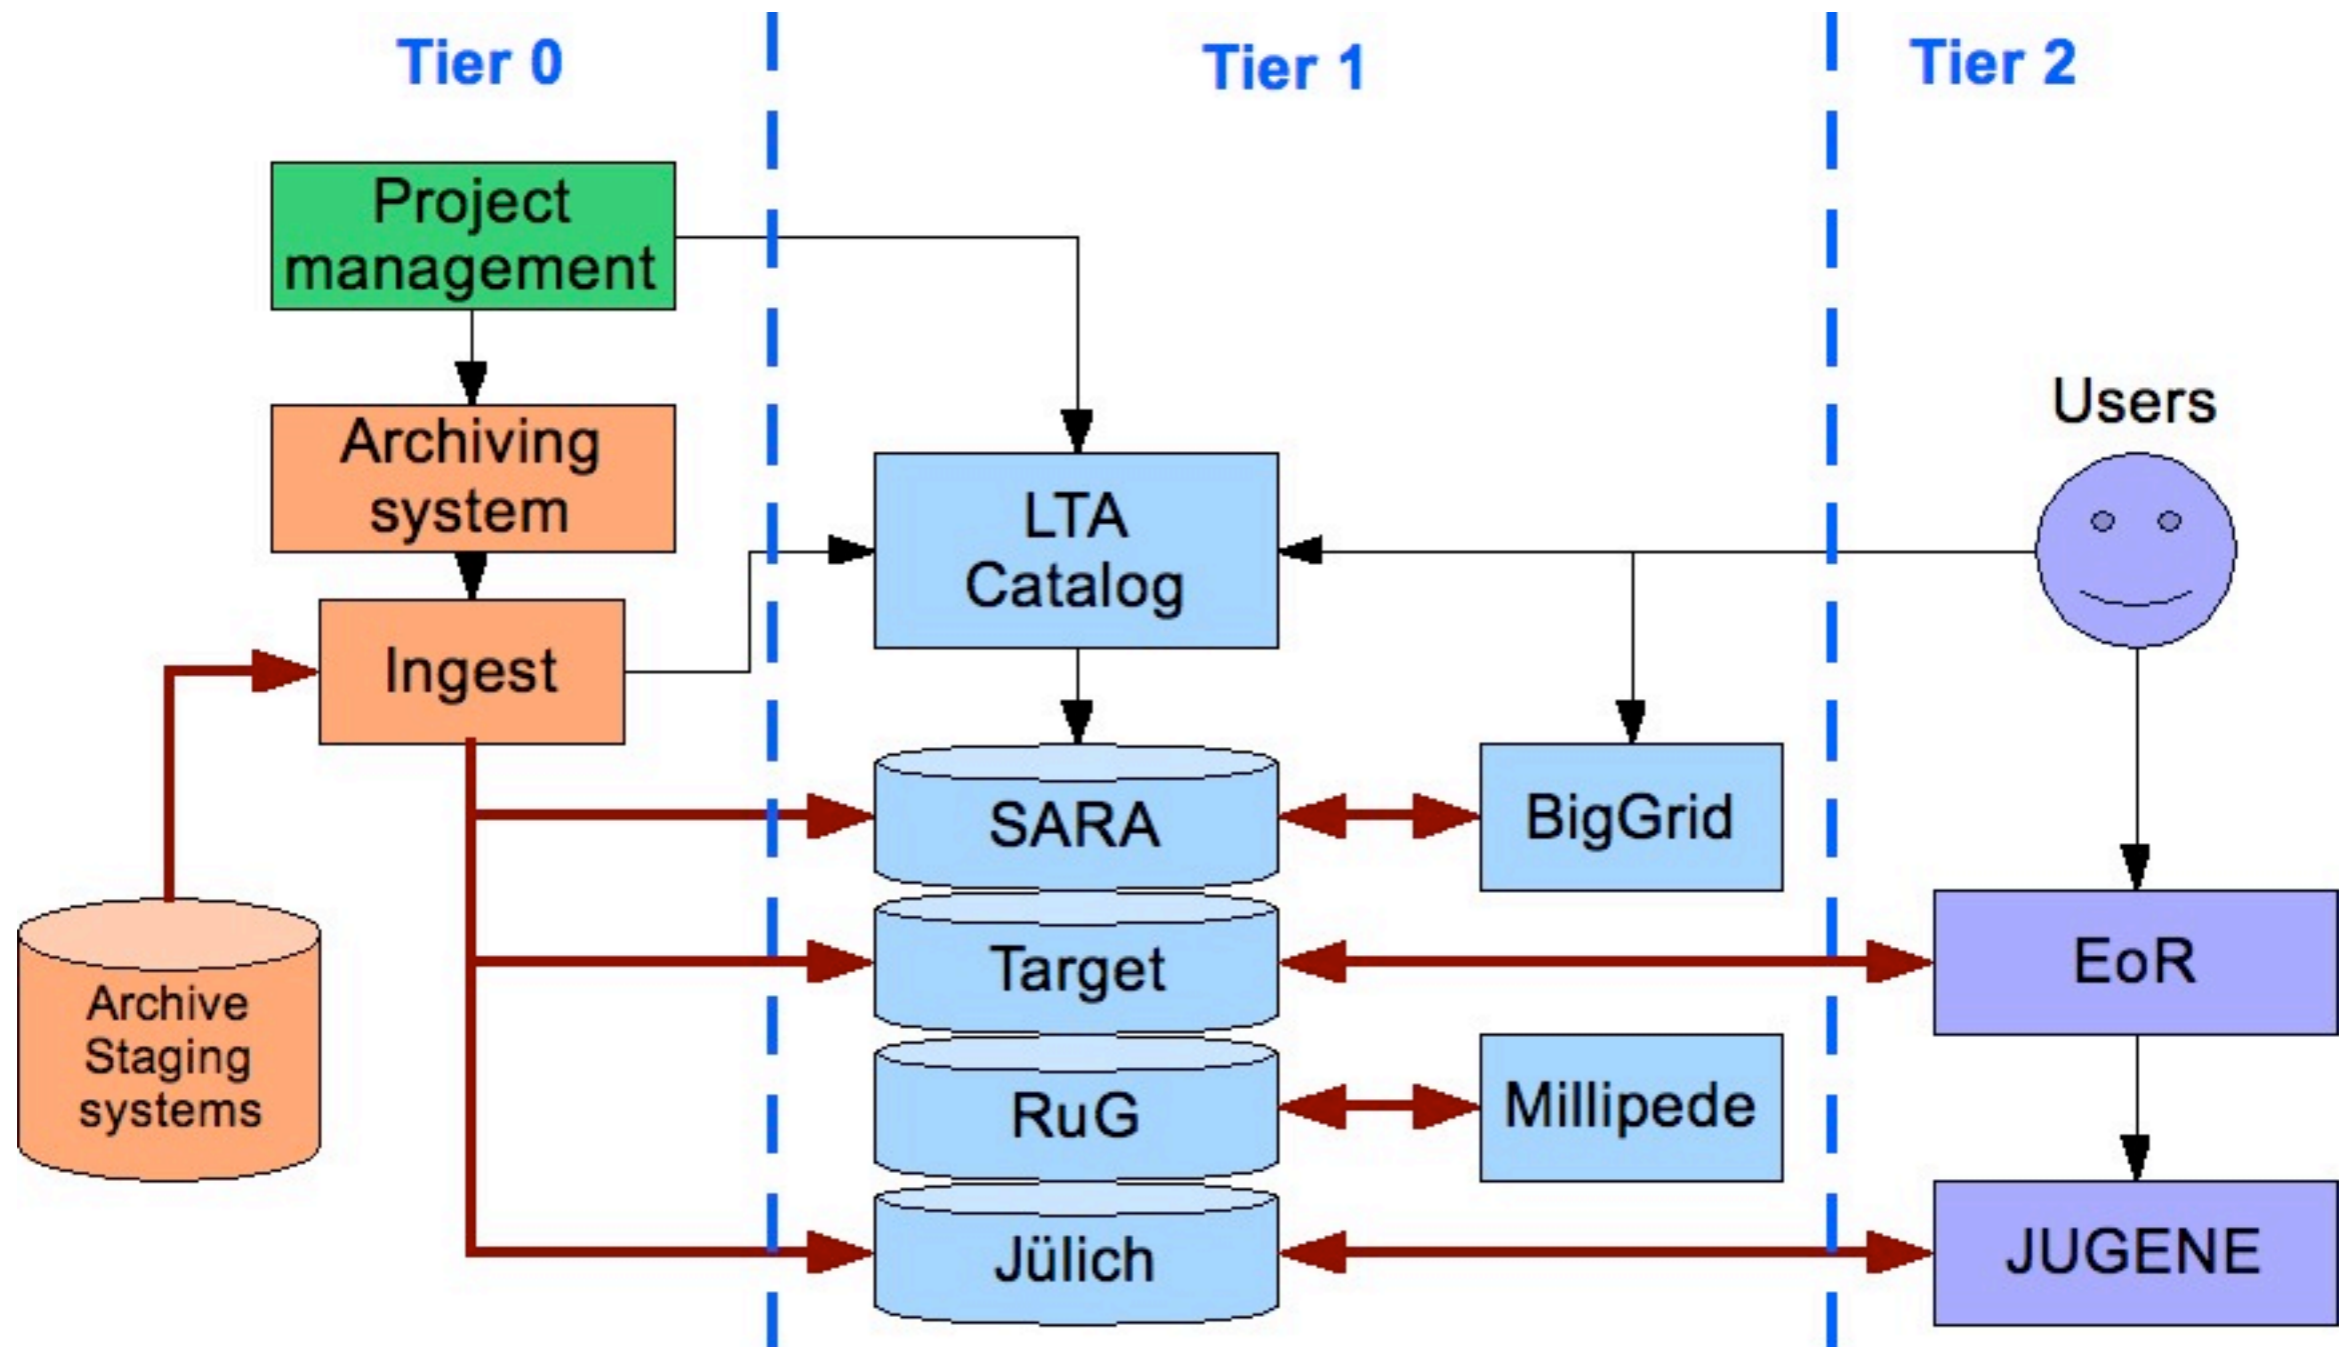 Tier 0
Tier 1
Tier 2
Project
management
Archiving
system
Ingest
Archive
Staging
systems
LTA
Catalog
SARA
Target
RuG
Jülich
BigGrid
Millipede
Users
EoR
JUGENE